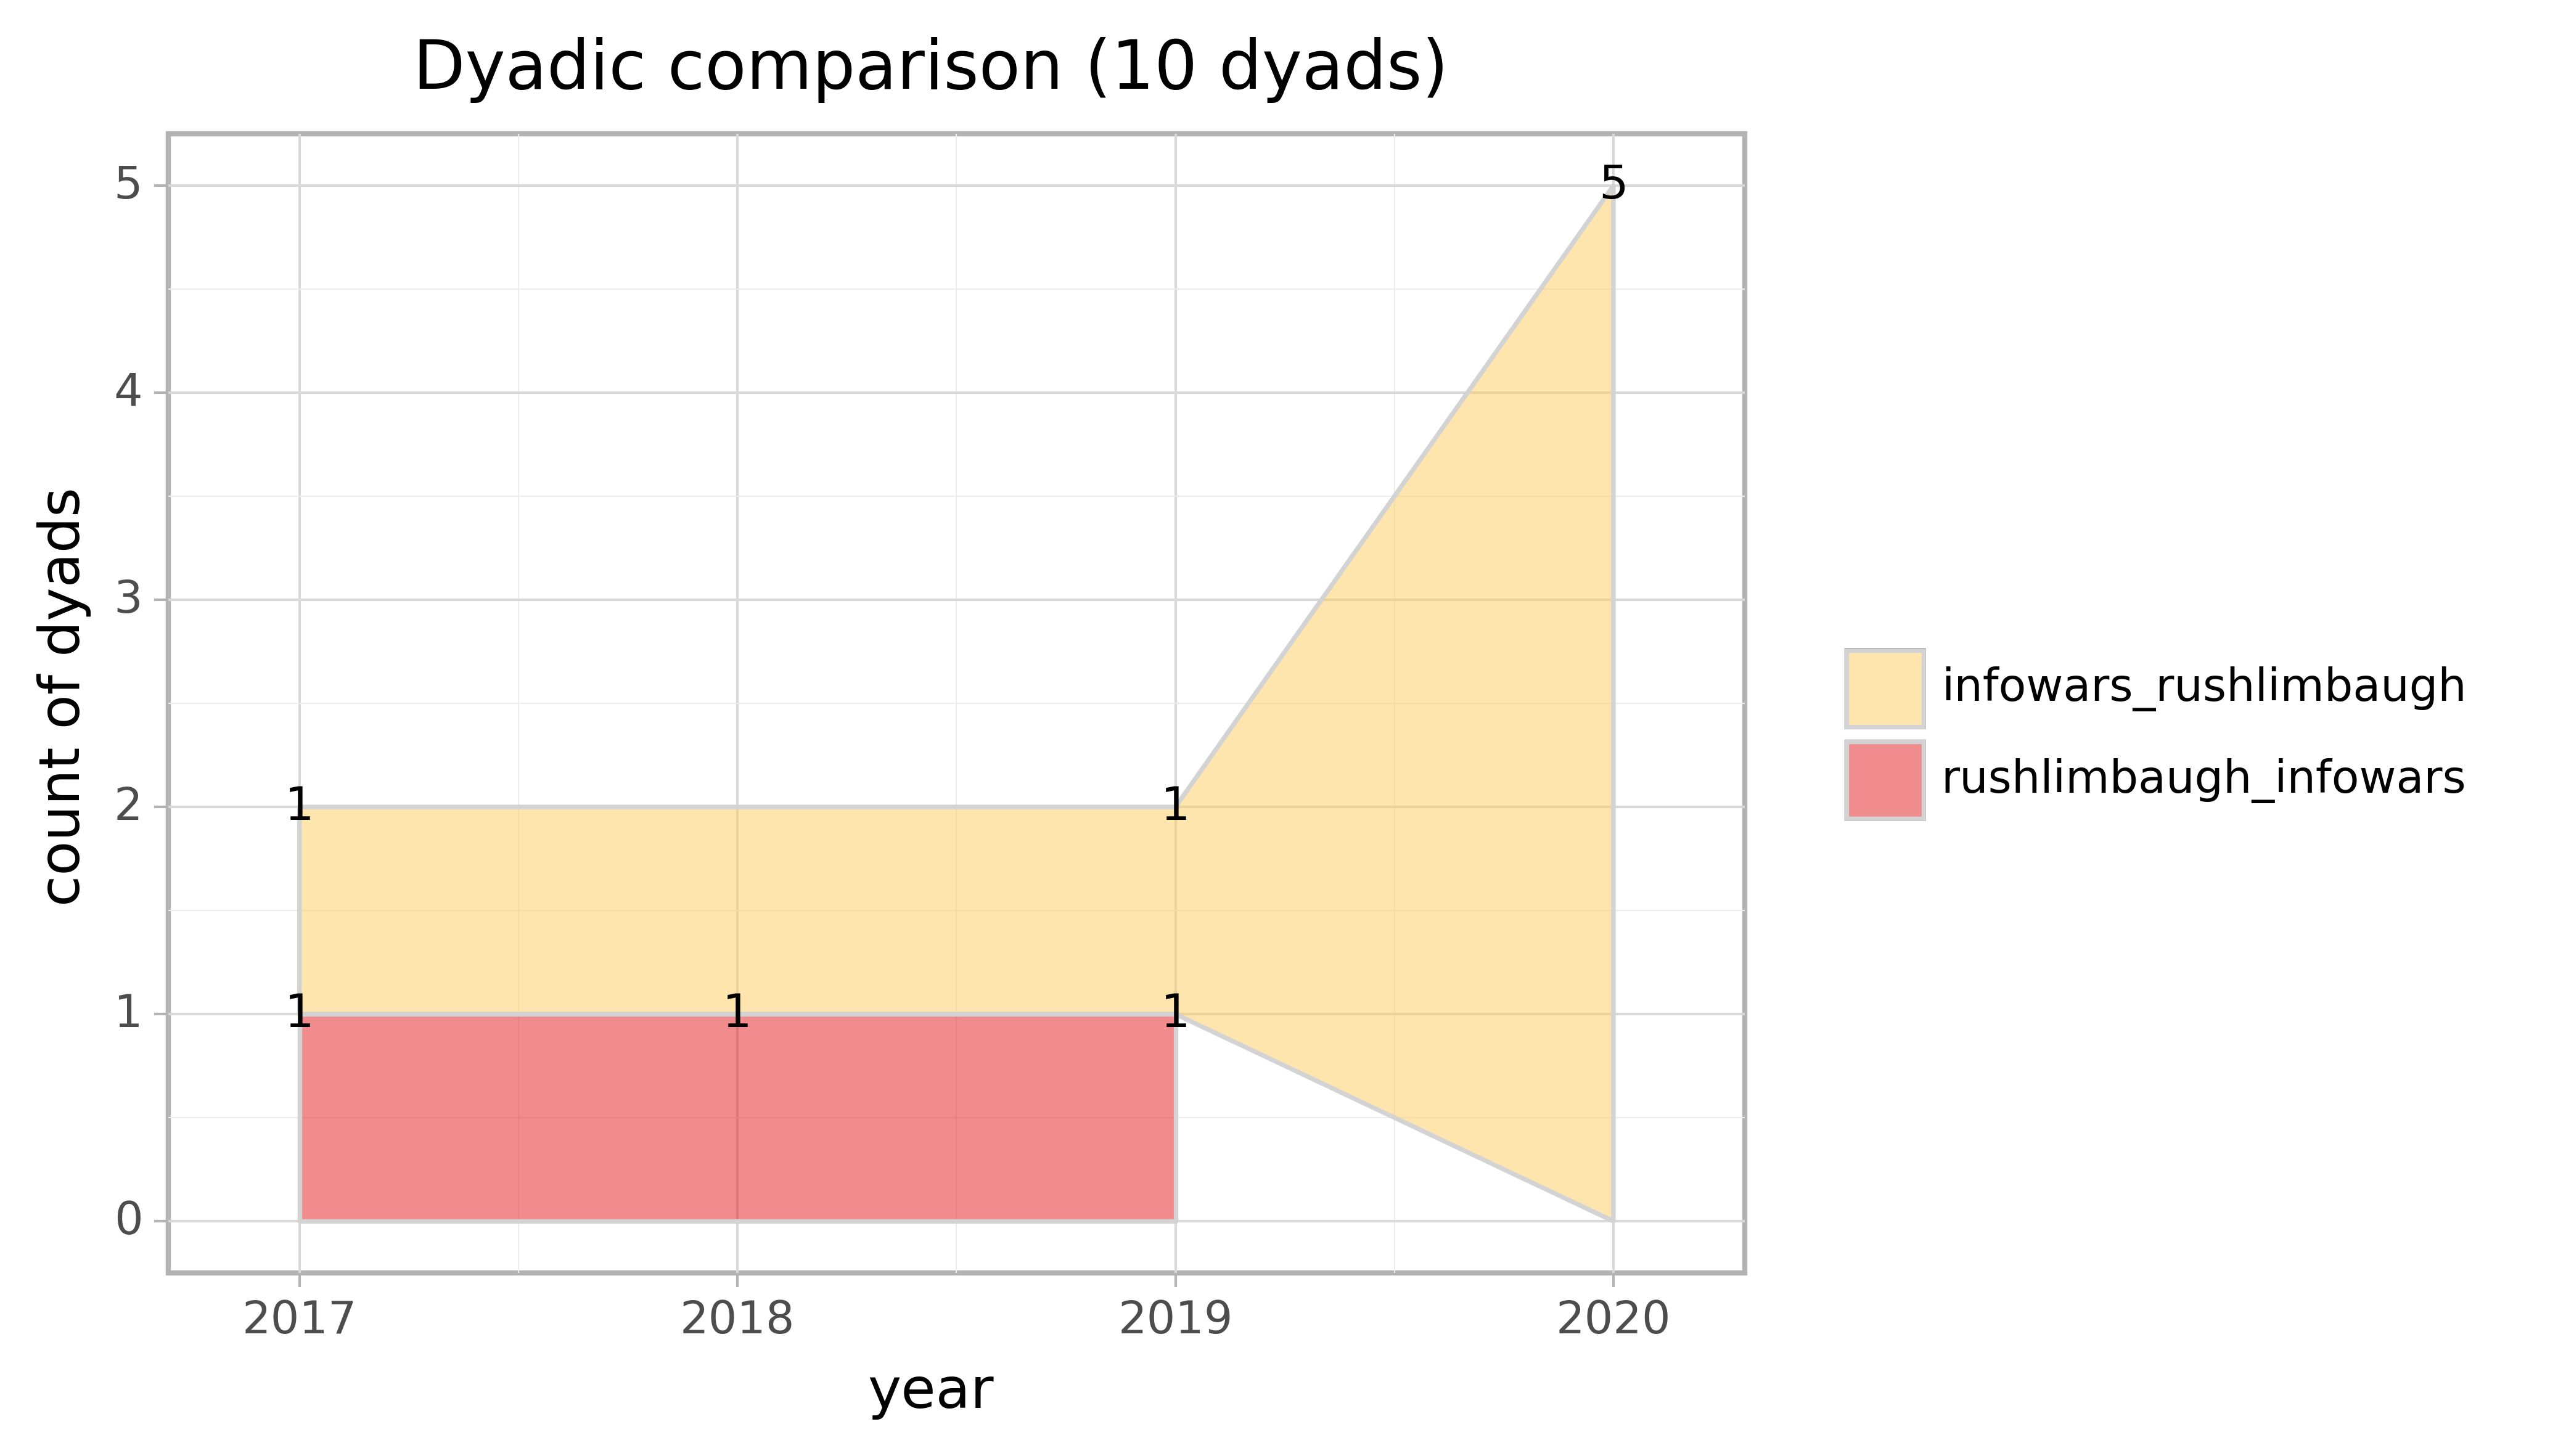 Dyadic comparison (10 dyads)
count of dyads
5
4
3
2
1
0
5
1 1
1 1 1
2017 2018 2019 2020
year
infowars_rushlimbaugh
rushlimbaugh_infowars